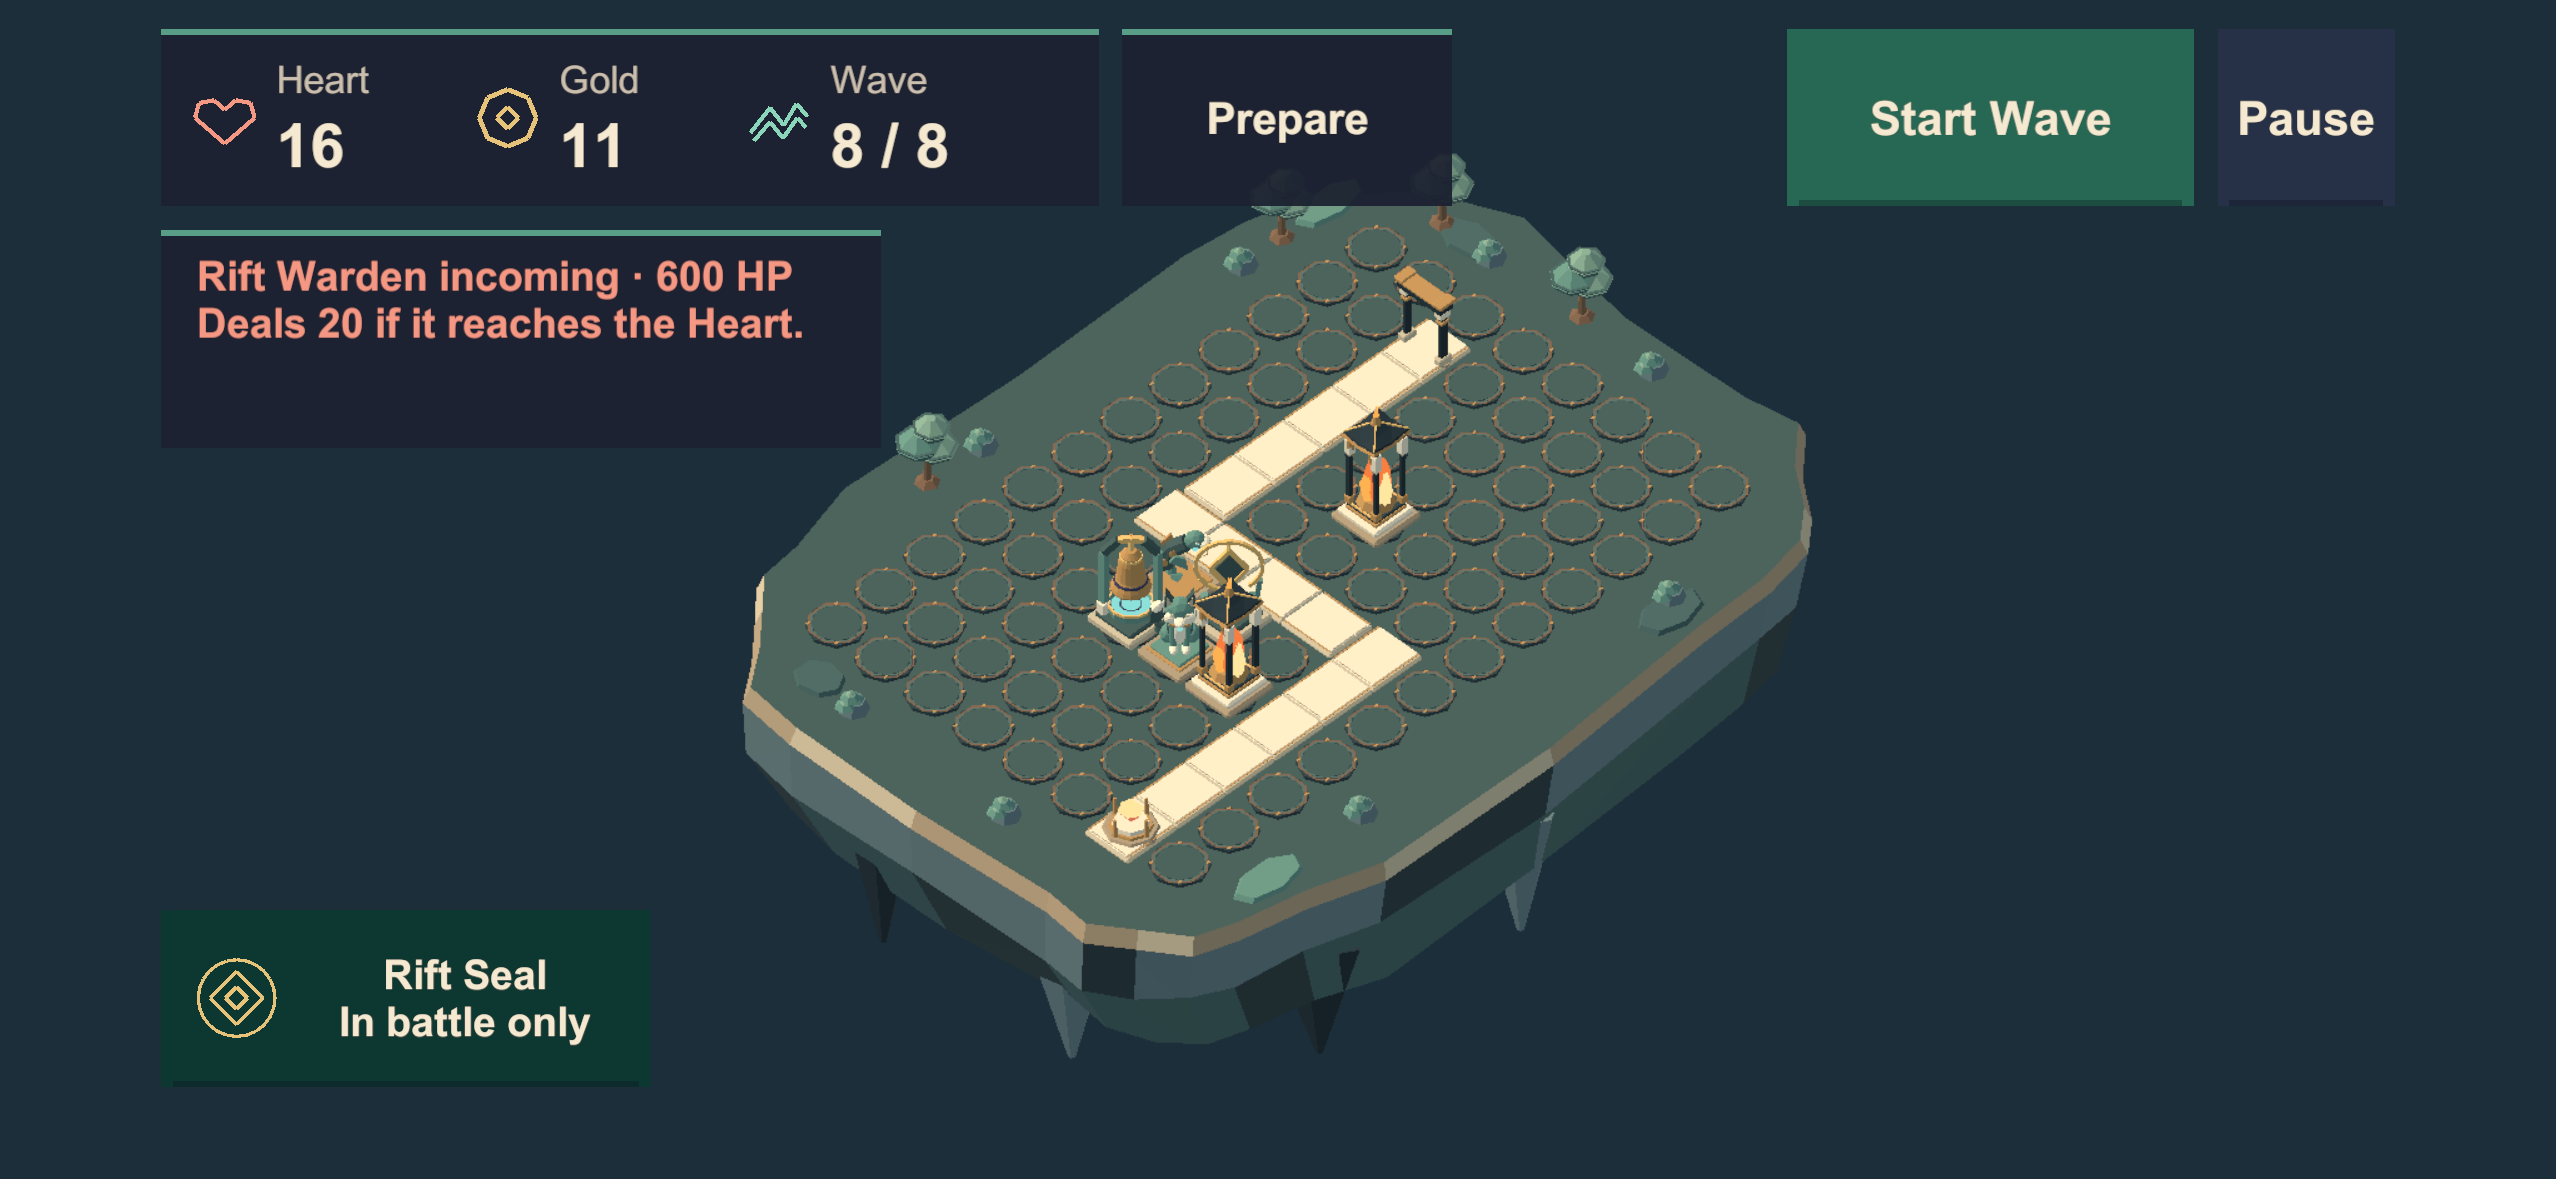 Heart
16
Gold
11
Wave
8 / 8
Prepare
Start Wave
Pause
Rift Warden incoming · 600 HP
Deals 20 if it reaches the Heart.
Rift Seal
In battle only